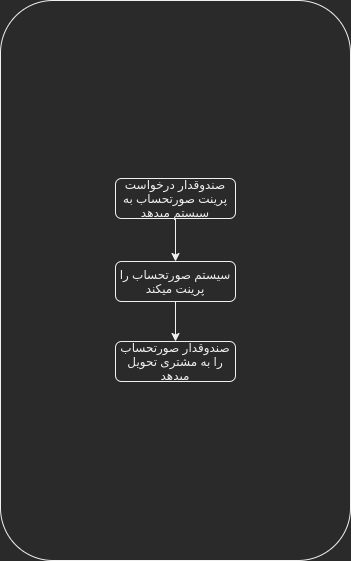 صندوقدار درخواست
پرینت صورتحساب به
سیستم میدهد
سیستم صورتحساب را
پرینت میکند
صندوقدار صورتحساب
را به مشتری تحویل
میدهد